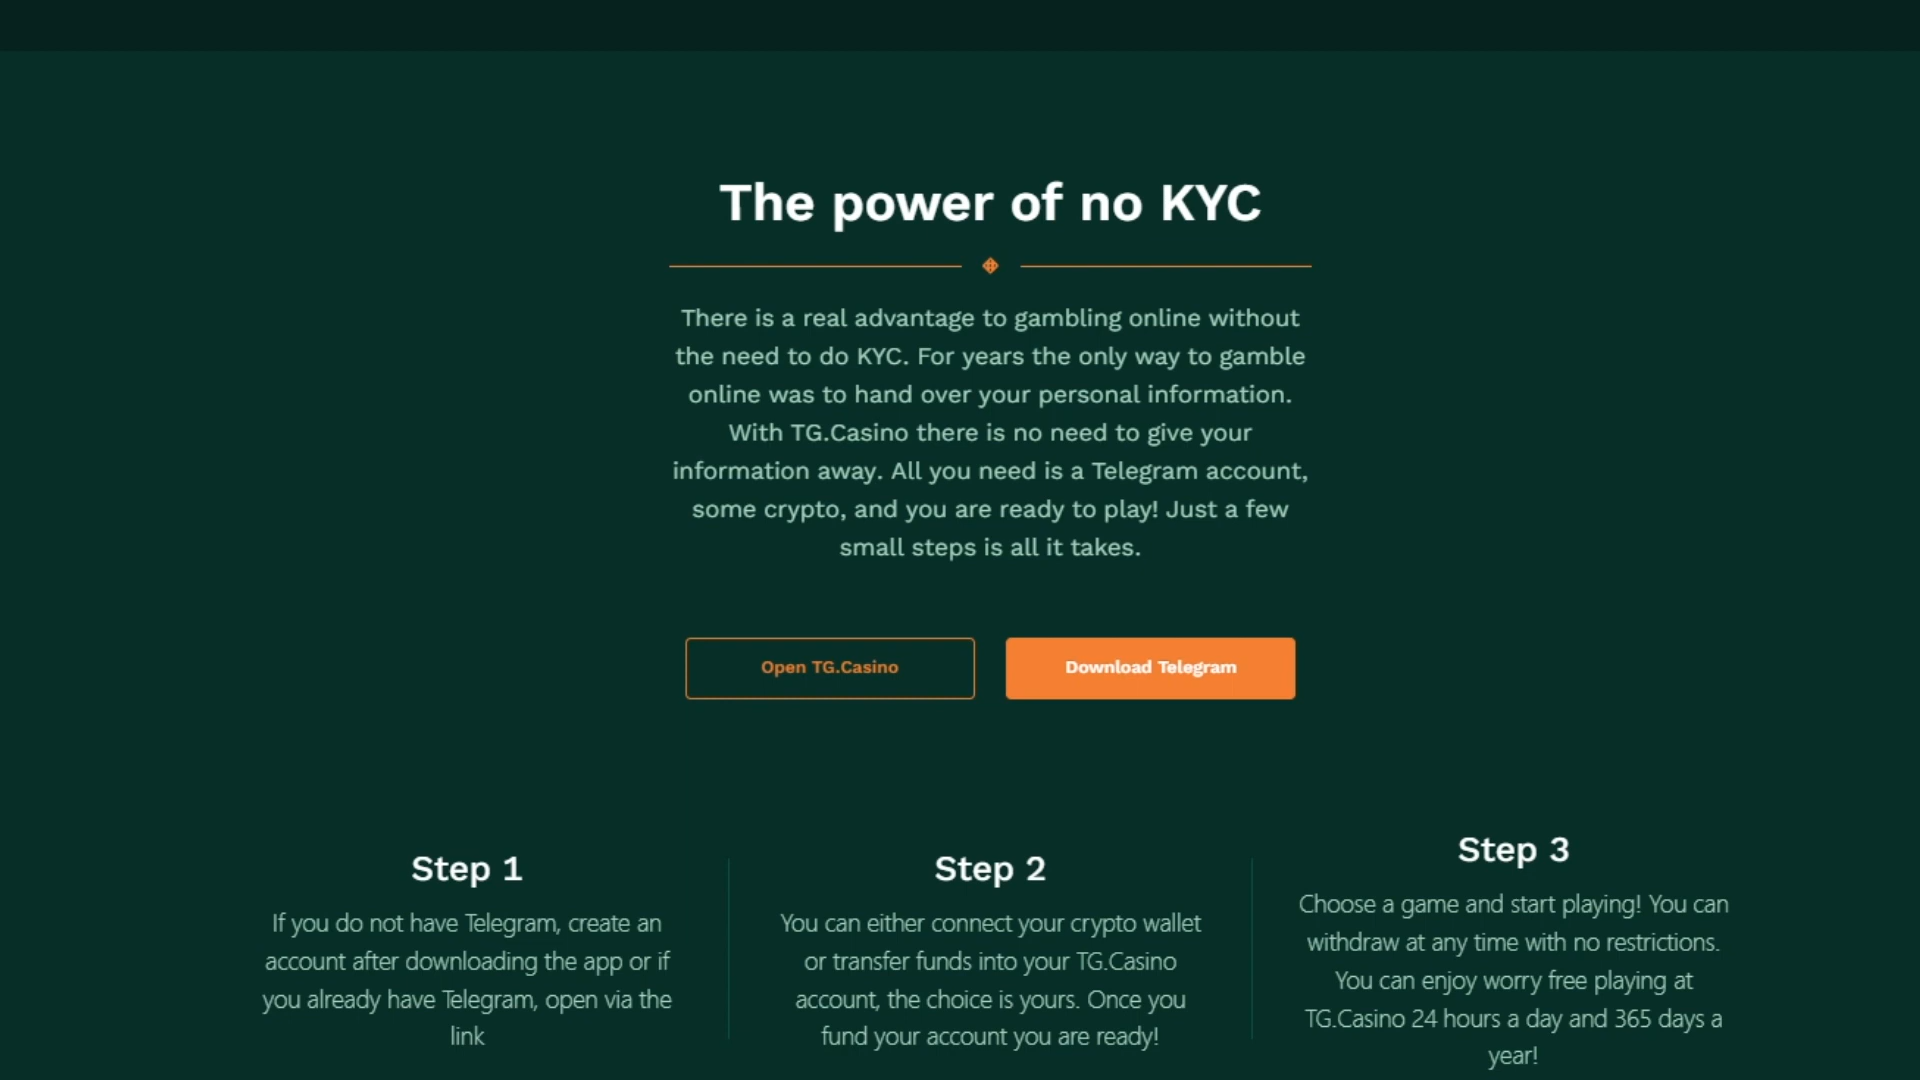 The power of no KYC
There is a real advantage to gambling online without
the need to do KYC. For years the only way to gamble
online was to hand over your personal information.
With TG.Casino there is no need to give your
information away. All you need is a Telegram account,
some crypto, and you are ready to play! Just a few
small steps is all it takes.
Open TG.Casino
Download Telegram
Step 1
If you do not have Telegram, create an
account after downloading the app or if
you already have Telegram, open via the
link
Step 2
You can either connect your crypto wallet
or transfer funds into your TG.Casino
account, the choice is yours. Once you
fund your account you are ready!
Step 3
Choose a game and start playing! You can
withdraw at any time with no restrictions.
You can enjoy worry free playing at
TG.Casino 24 hours a day and 365 days a
year!